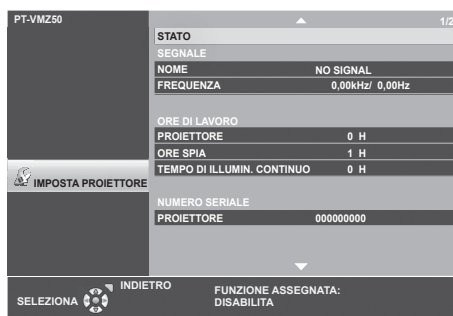 PT-VMZ50
1/2
STATO
SEGNALE
NOME NO SIGNAL
FREQUENZA 0,00kHz/ 0,00Hz
ORE DI LAVORO
PROIETTORE 0 H
ORE SPIA 1 H
TEMPO DI ILLUMIN. CONTINUO 0 H
IMPOSTA PROIETTORE
NUMERO SERIALE
PROIETTORE 000000000
SELEZIONA
INDIETRO
FUNZIONE ASSEGNATA:
DISABILITA